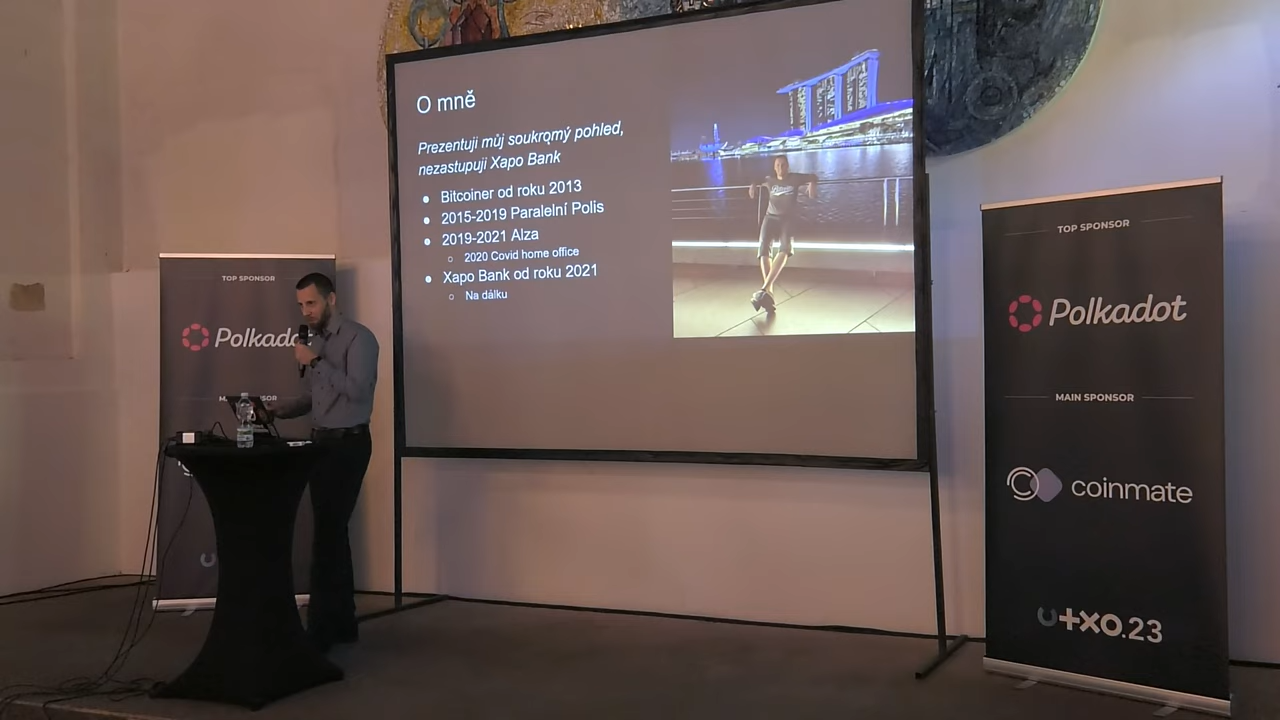 O mně
Prezentuji můj soukromý pohled,
nezastupuji Xapo Bank
Bitcoiner od roku 2013
2015-2019 Paralelní Polis
2019-2021 Alza
2020 Covid home office
Xapo Bank od roku 2021
Na dálku
TOP SPONSOR
Polkadot
TOP SPONSOR
Polkadot
MAIN SPONSOR
coinmate
utxo.23